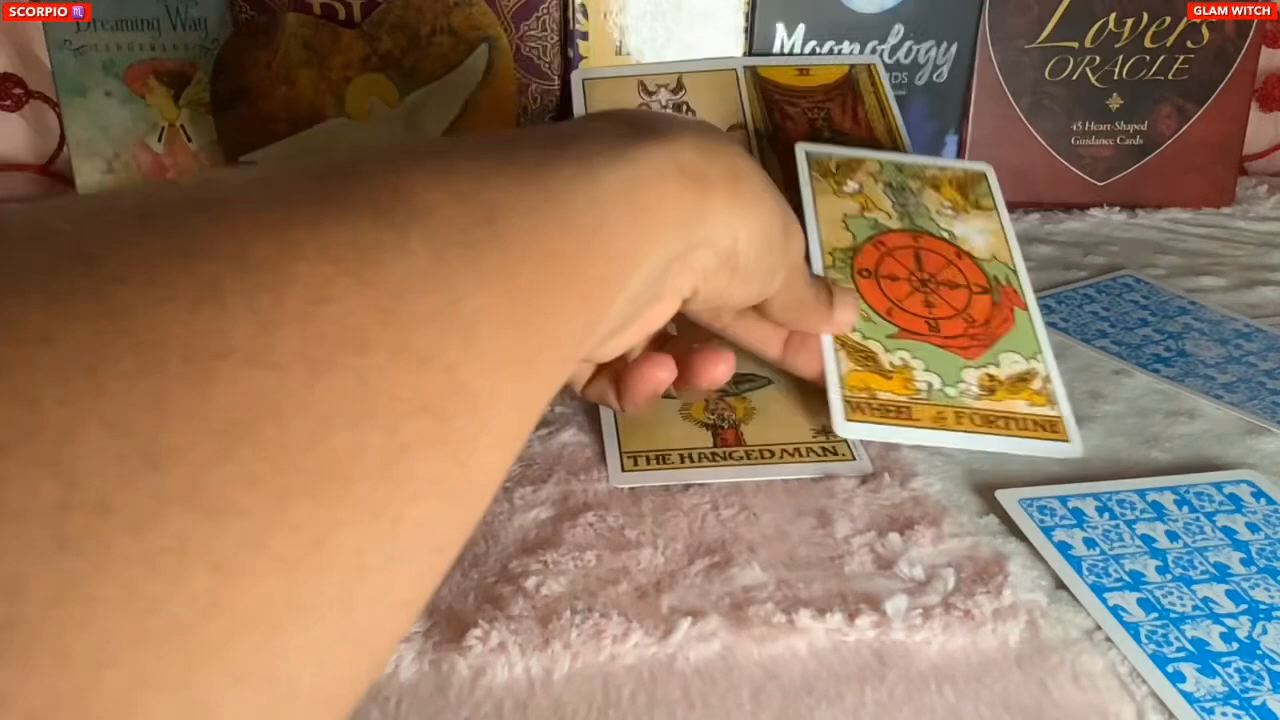 SCORPIO ♏
GLAM WITCH
Dreaming Way
LENORMAND
Moonology
Lovers
ORACLE
45 Heart-Shaped
Guidance Cards
WHEEL of FORTUNE
THE HANGED MAN.